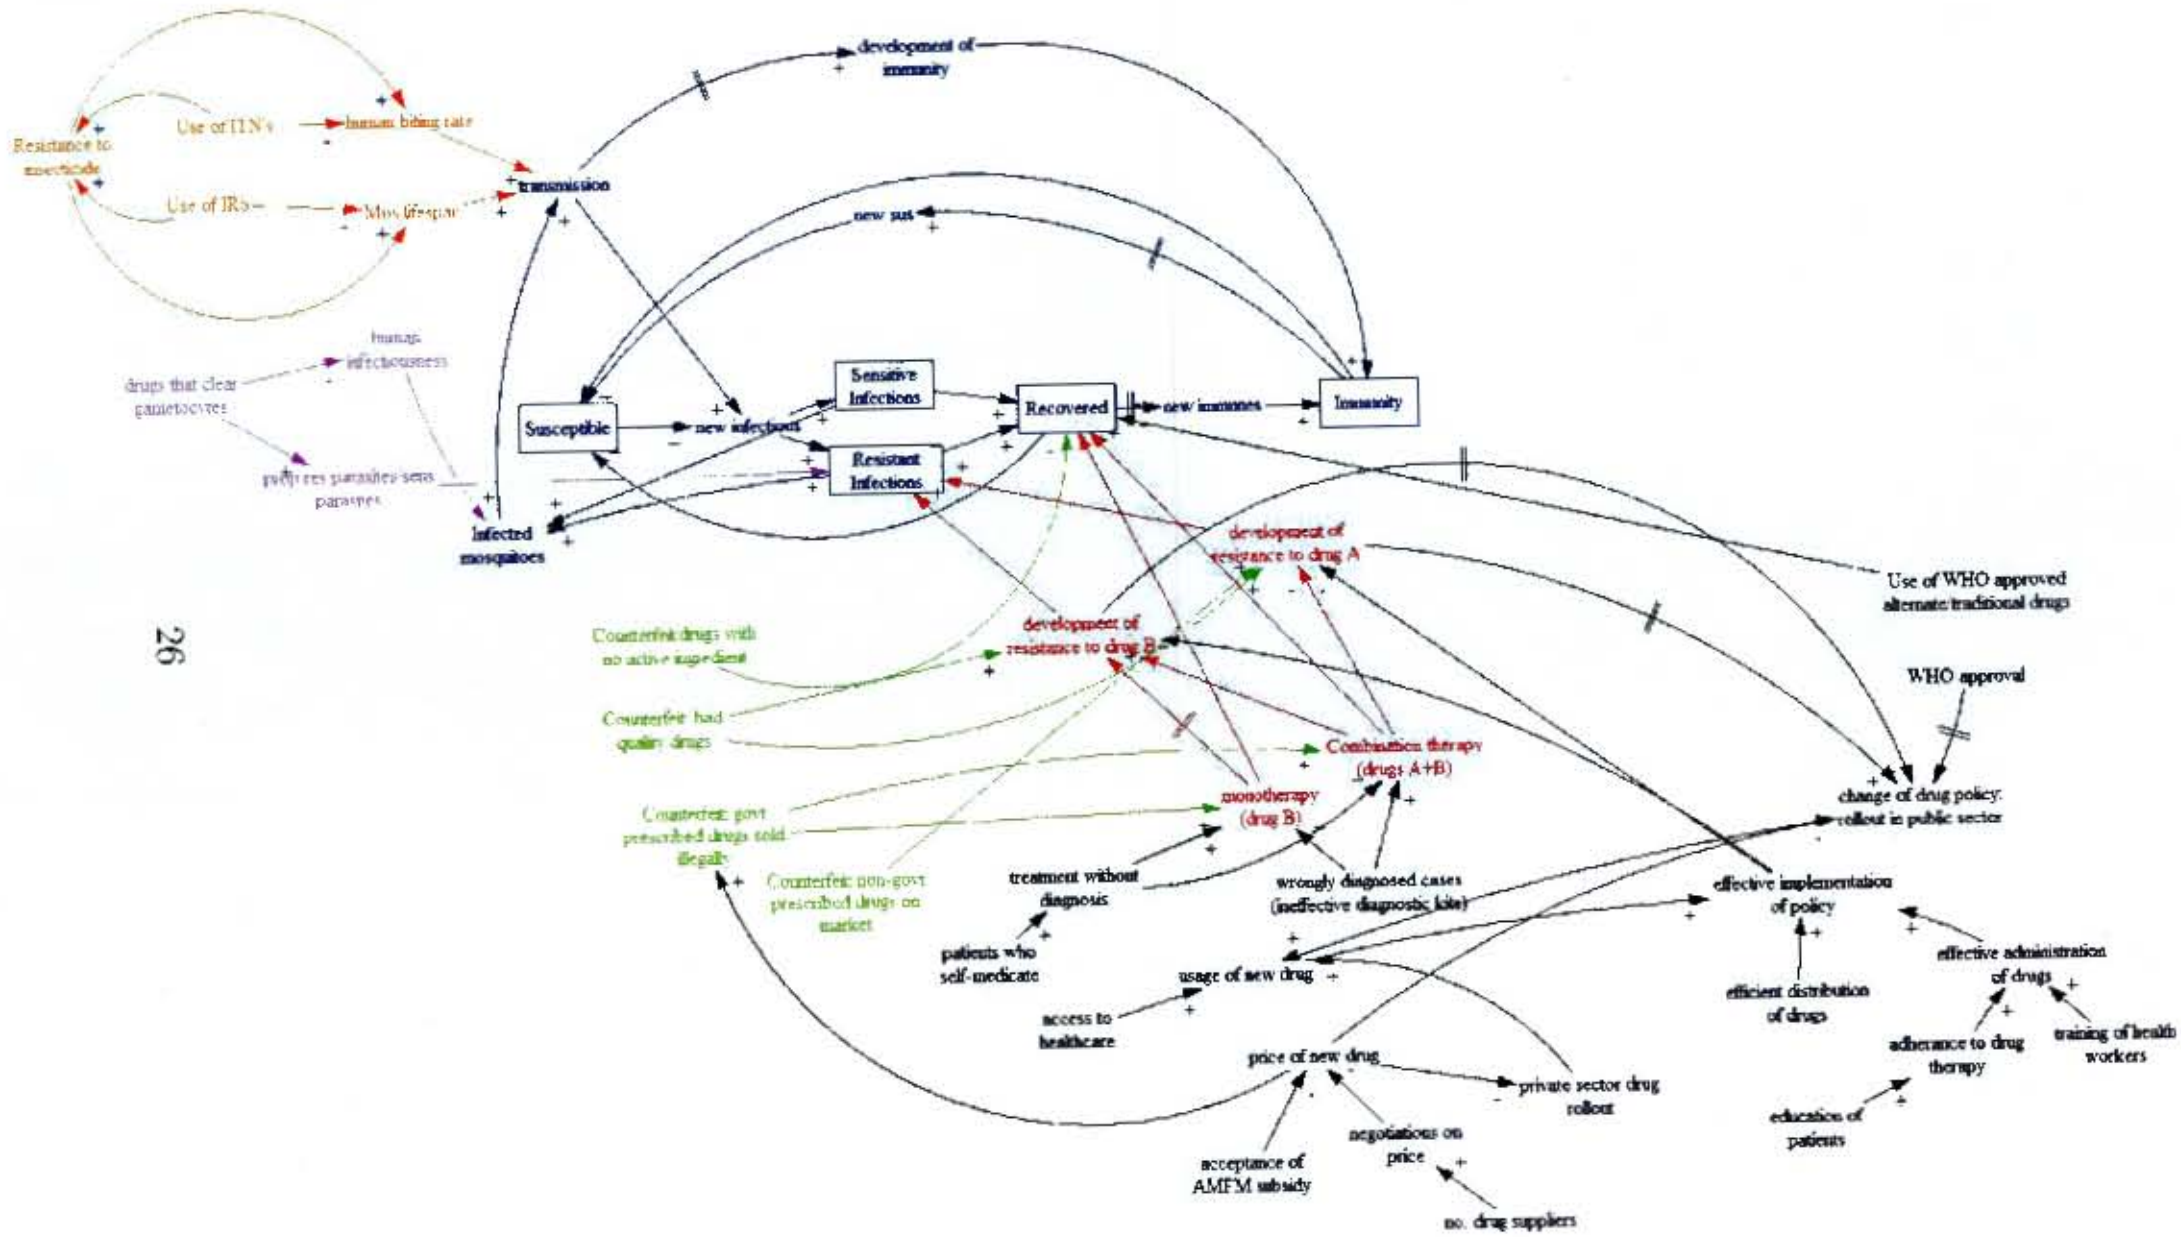 development of
immunity
Use of ITN's
human biting rate
Resistance to
insecticide
Use of IRS
Mos lifespan
transmission
new sus
human
infectiousness
drugs that clear
gametocytes
parasites
Sensitive
Infections
Susceptible
new infections
Recovered
new immunes
Immunity
Resistant
Infections
Infected
mosquitoes
development of
resistance to drug A
Use of WHO approved
alternate/traditional drugs
development of
resistance to drug B
Counterfeit drugs with
no active ingredient
WHO approval
Counterfeit: bad
quality drugs
Combination therapy
(drugs A+B)
monotherapy
(drug B)
change of drug policy:
rollout in public sector
Counterfeit: govt
prescribed drugs sold
illegally
Counterfeit: non-govt
prescribed drugs on
market
treatment without
diagnosis
wrongly diagnosed cases
(ineffective diagnostic kits)
effective implementation
of policy
patients who
self-medicate
usage of new drug
effective administration
of drugs
efficient distribution
of drugs
access to
healthcare
adherance to drug
therapy
training of health
workers
price of new drug
private sector drug
rollout
education of
patients
negotiations on
price
acceptance of
AMFM subsidy
no. drug suppliers
26